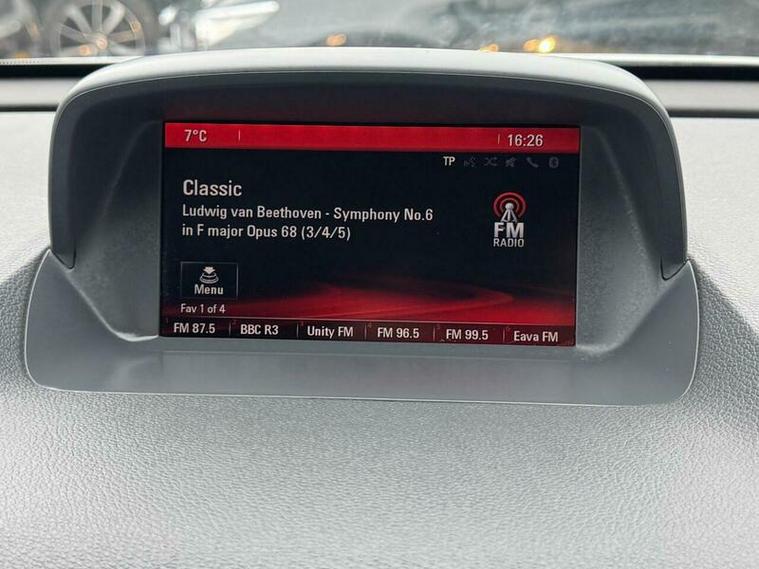 7°C 16:26
TP
Classic
Ludwig van Beethoven - Symphony No.6
in F major Opus 68 (3/4/5)
FM
RADIO
Menu
Fav 1 of 4
FM 87.5 BBC R3 Unity FM FM 96.5 FM 99.5 Eava FM